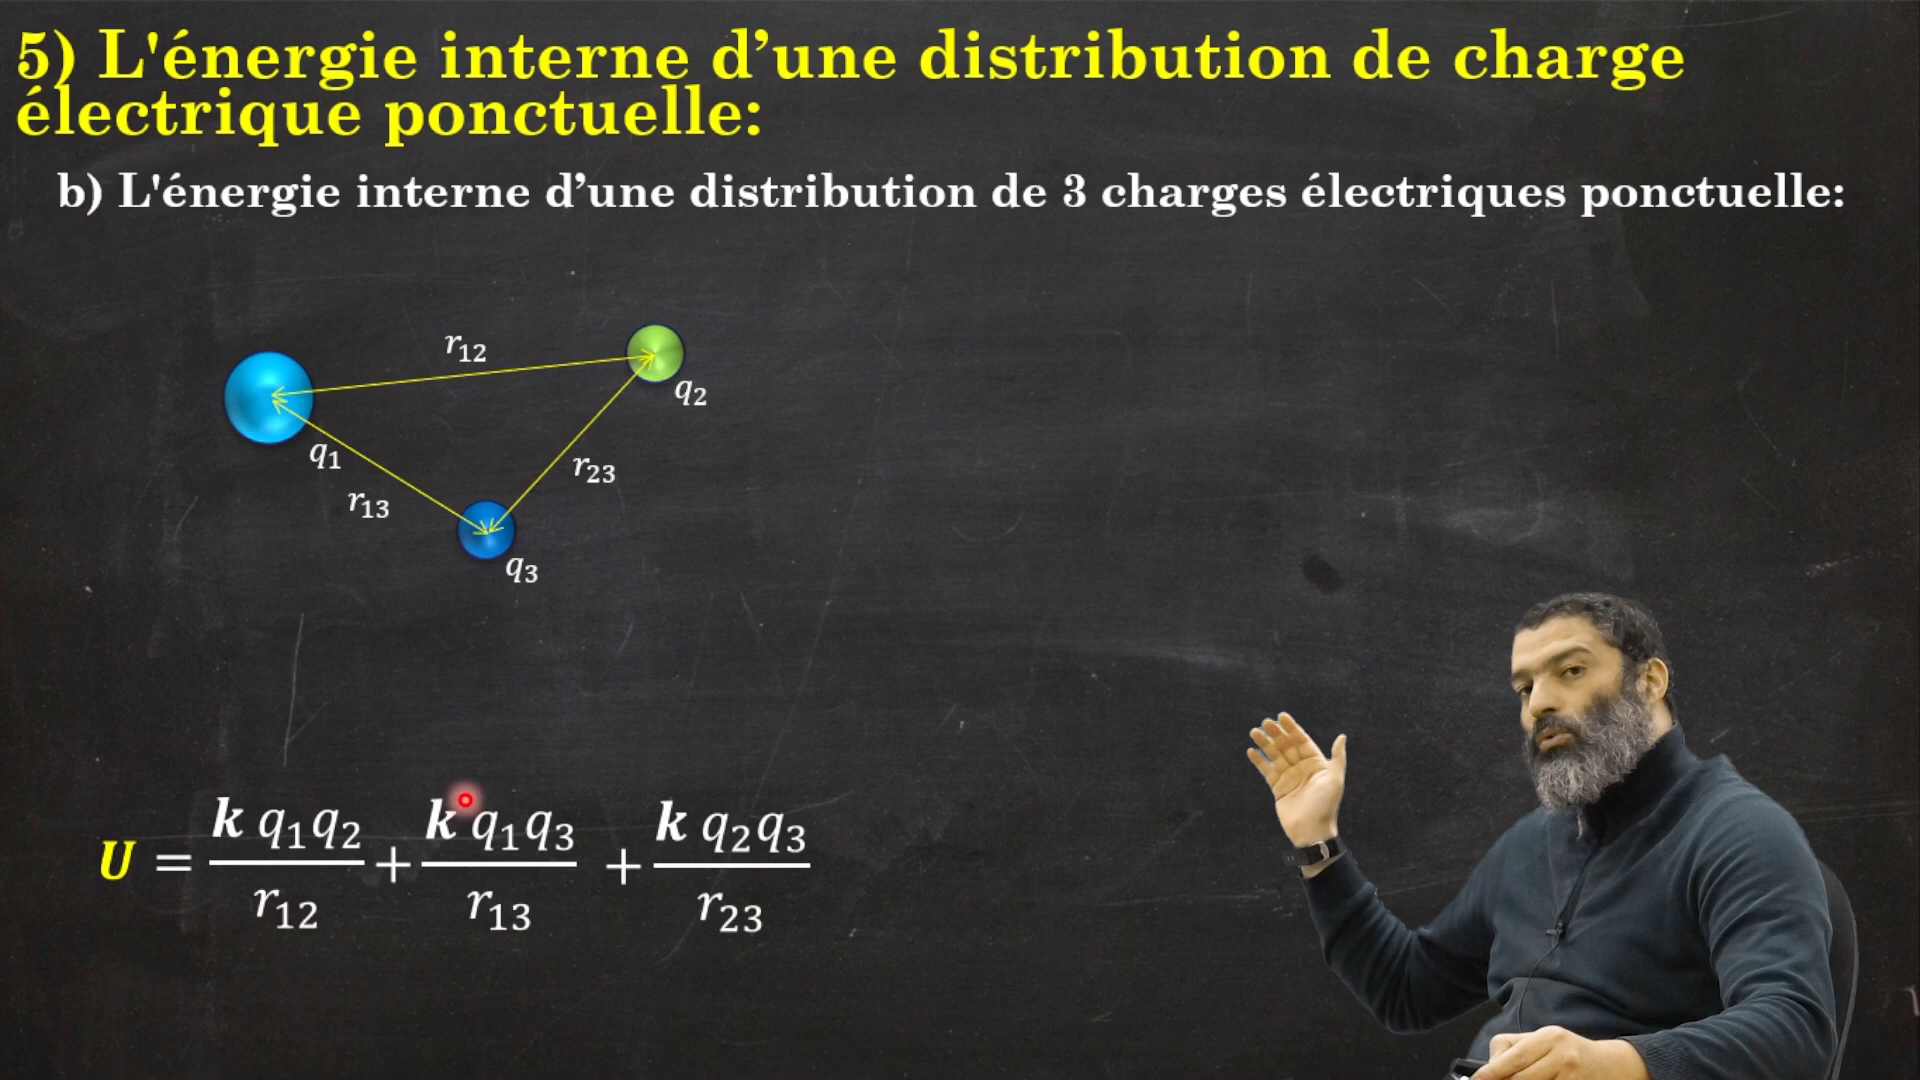 5) L'énergie interne d’une distribution de charge
électrique ponctuelle:
b) L'énergie interne d’une distribution de 3 charges électriques ponctuelle:
r₁₂
q₂
q₁
r₂₃
r₁₃
q₃
U = k q₁q₂ / r₁₂ + k q₁q₃ / r₁₃ + k q₂q₃ / r₂₃